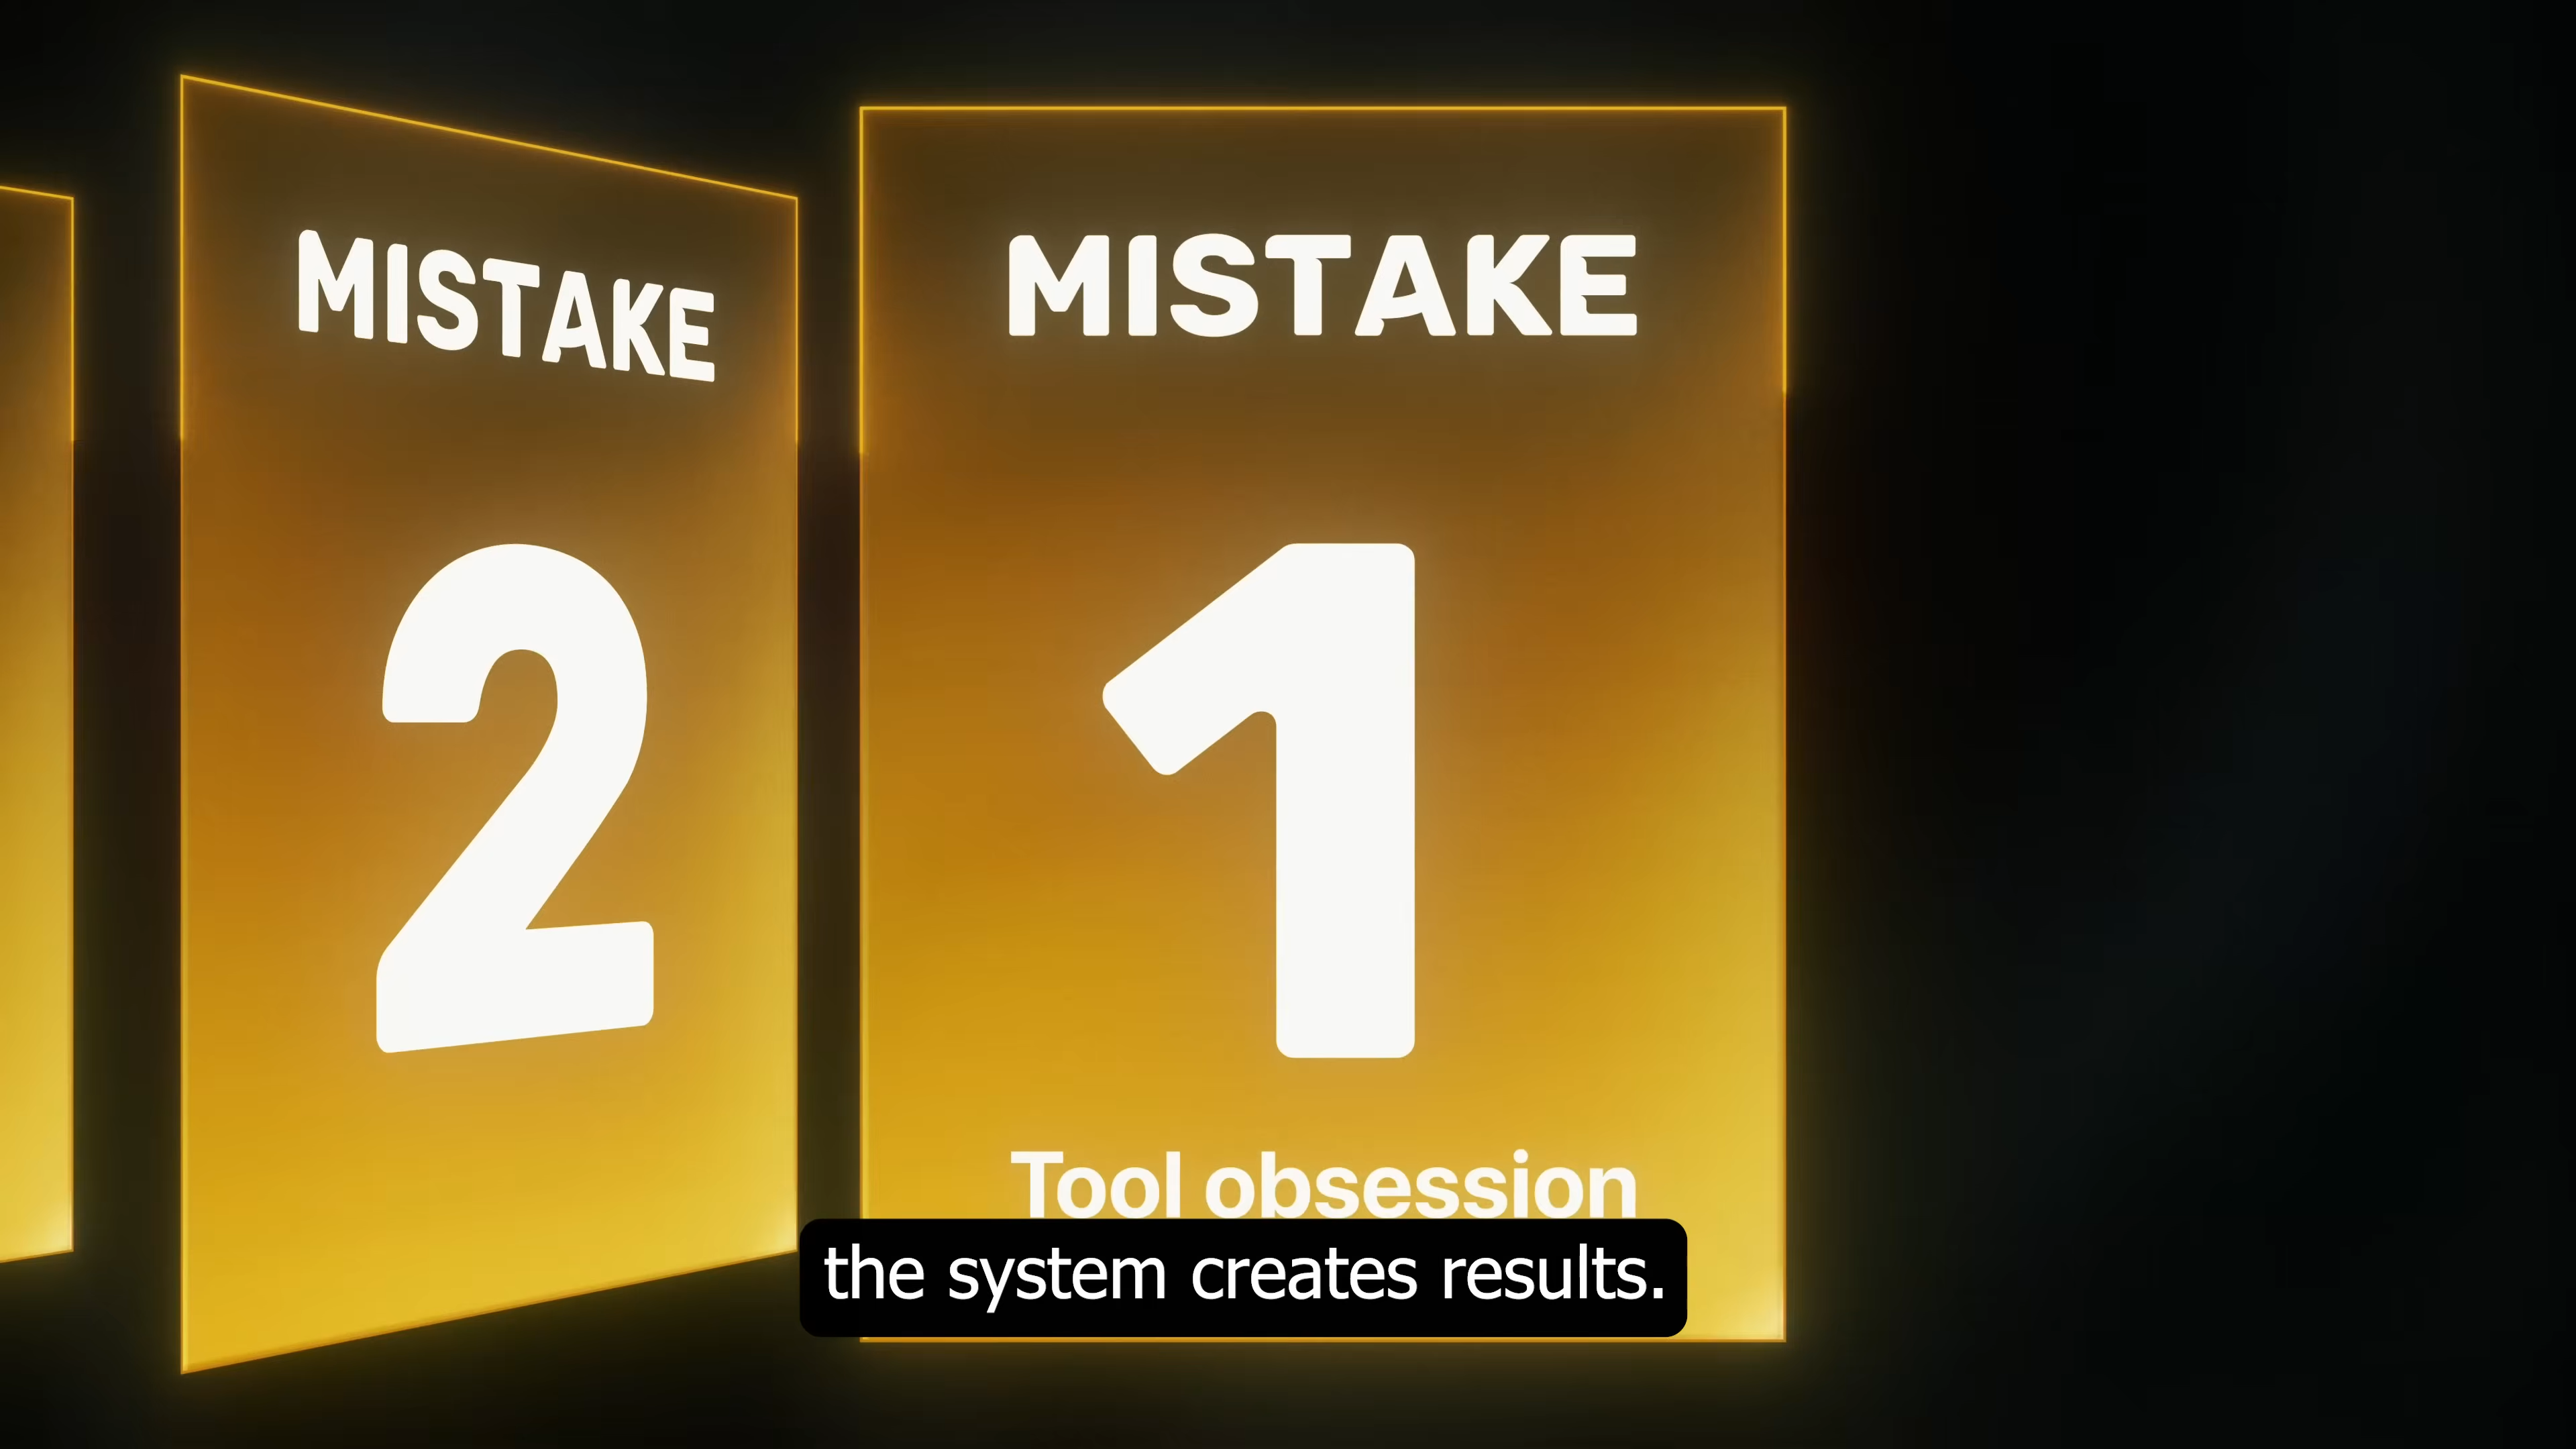 MISTAKE
2
MISTAKE
1
Tool obsession
the system creates results.